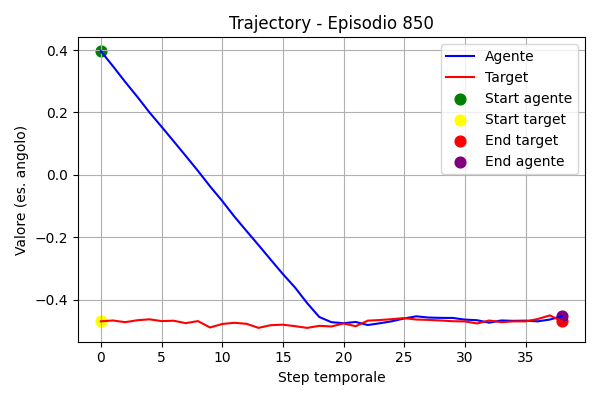 Trajectory - Episodio 850
Valore (es. angolo)
0.4
0.2
0.0
−0.2
−0.4
0
5
10
15
20
25
30
35
Step temporale
Agente
Target
Start agente
Start target
End target
End agente